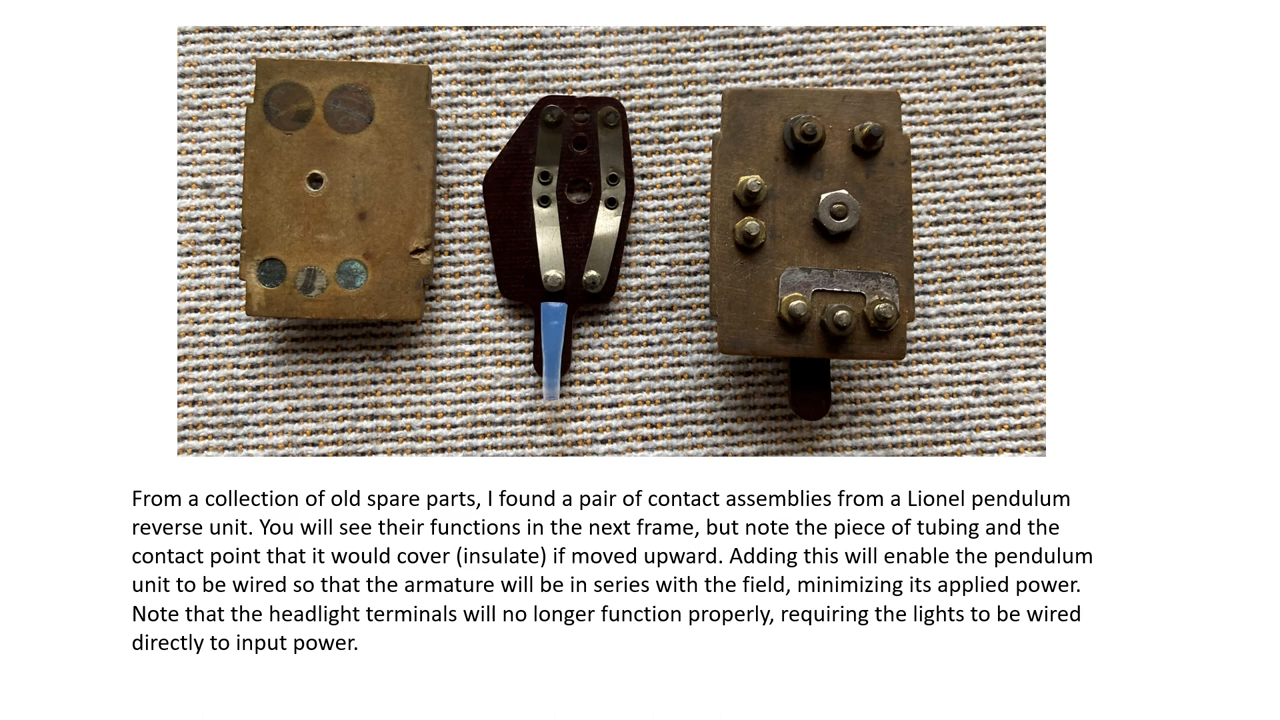 From a collection of old spare parts, I found a pair of contact assemblies from a Lionel pendulum
reverse unit. You will see their functions in the next frame, but note the piece of tubing and the
contact point that it would cover (insulate) if moved upward. Adding this will enable the pendulum
unit to be wired so that the armature will be in series with the field, minimizing its applied power.
Note that the headlight terminals will no longer function properly, requiring the lights to be wired
directly to input power.